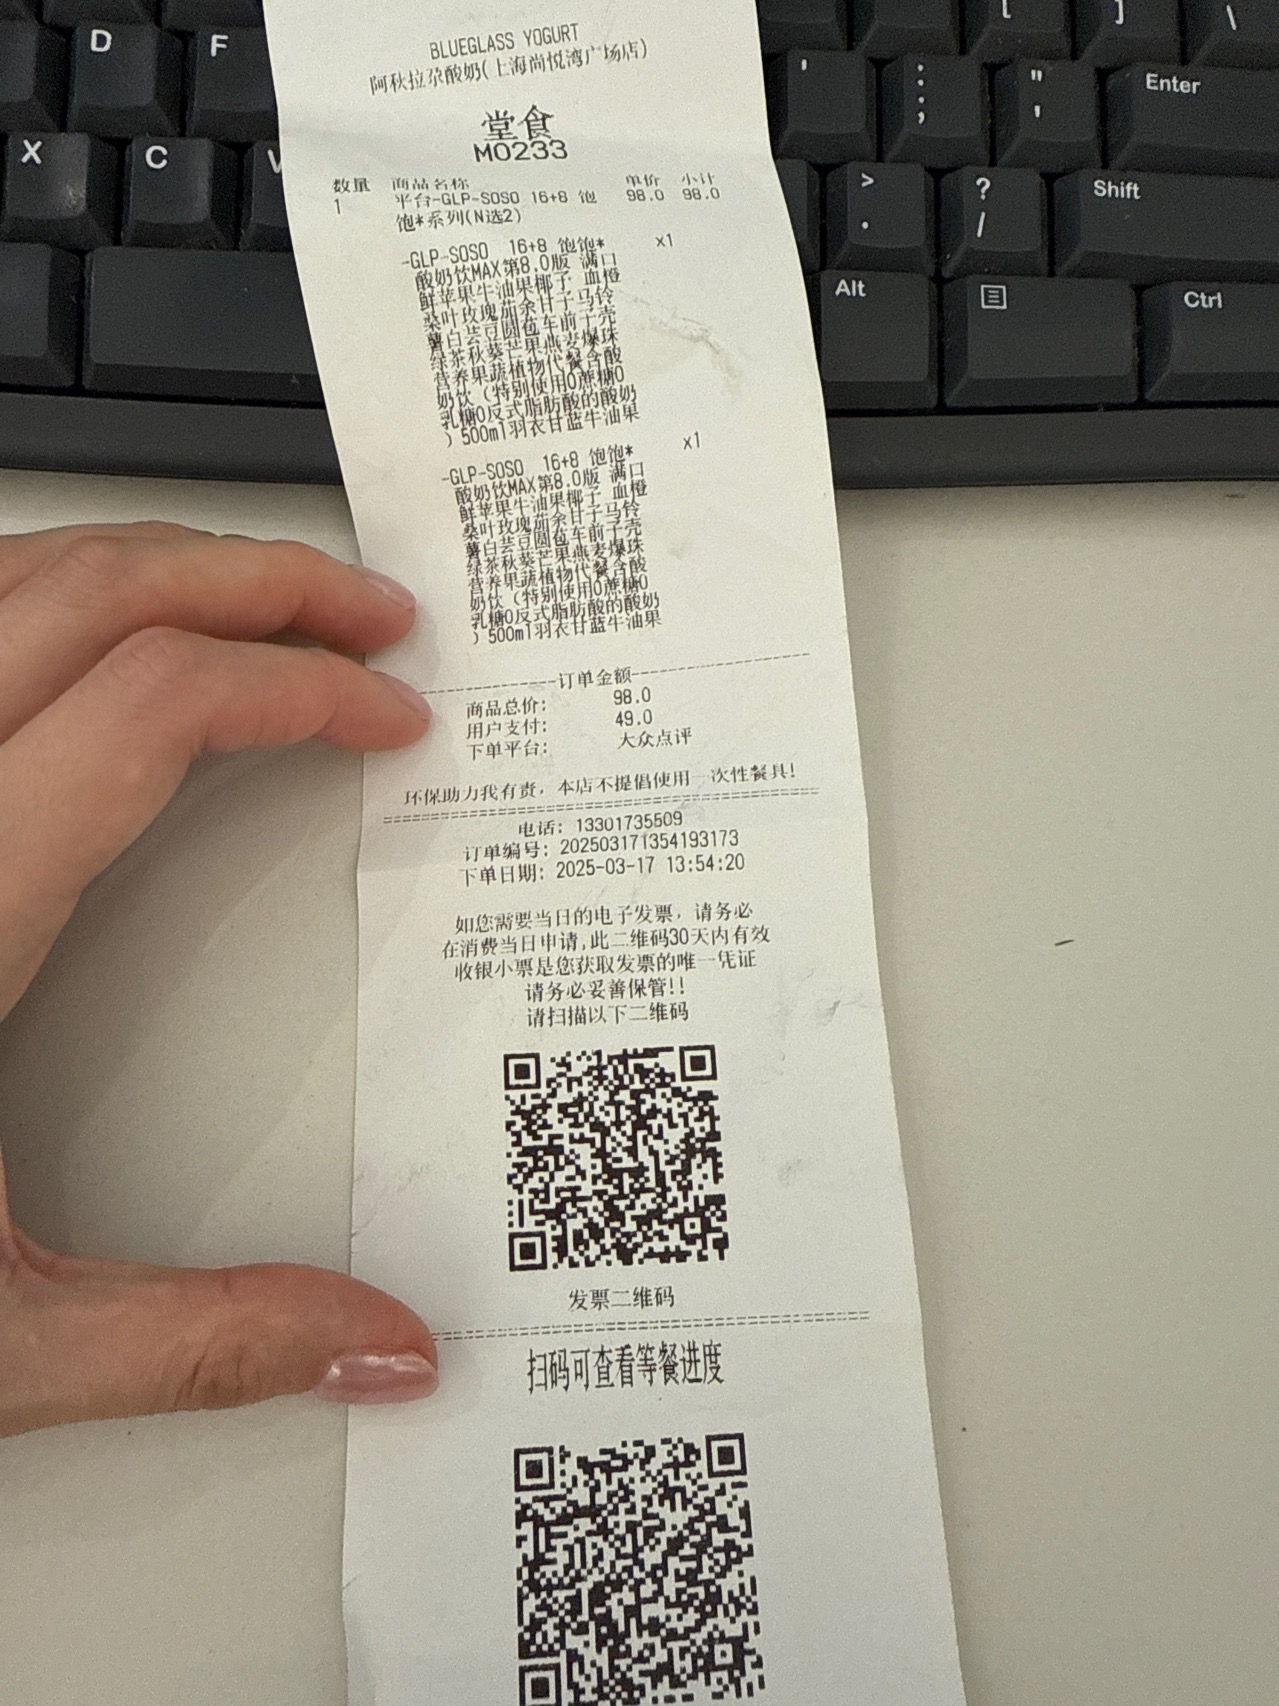 D
F
[
]
\
X
C
V
'
:
;
"
'
Enter
>
.
?
/
Shift
Alt
Ctrl
BLUEGLASS YOGURT
阿秋拉尕酸奶(上海尚悦湾广场店)
堂食
M0233
数量 商品名称 单价 小计
1 平台-GLP-SOSO 16+8 饱 98.0 98.0
饱*系列(N选2)
-GLP-SOSO 16+8 饱饱* x1
酸奶饮MAX第8.0版 满口
鲜苹果牛油果椰子 血橙
桑叶玫瑰茄余甘子马铃
薯白芸豆圆苞车前子壳
绿茶秋葵芒果燕麦爆珠
营养果蔬植物代餐含酸
奶饮（特别使用0蔗糖0
乳糖0反式脂肪酸的酸奶
）500ml羽衣甘蓝牛油果
-GLP-SOSO 16+8 饱饱* x1
酸奶饮MAX第8.0版 满口
鲜苹果牛油果椰子 血橙
桑叶玫瑰茄余甘子马铃
薯白芸豆圆苞车前子壳
绿茶秋葵芒果燕麦爆珠
营养果蔬植物代餐含酸
奶饮（特别使用0蔗糖0
乳糖0反式脂肪酸的酸奶
）500ml羽衣甘蓝牛油果
订单金额
商品总价: 98.0
用户支付: 49.0
下单平台: 大众点评
环保助力我有责，本店不提倡使用一次性餐具!
电话: 13301735509
订单编号: 202503171354193173
下单日期: 2025-03-17 13:54:20
如您需要当日的电子发票，请务必
在消费当日申请,此二维码30天内有效
收银小票是您获取发票的唯一凭证
请务必妥善保管!!
请扫描以下二维码
发票二维码
扫码可查看等餐进度